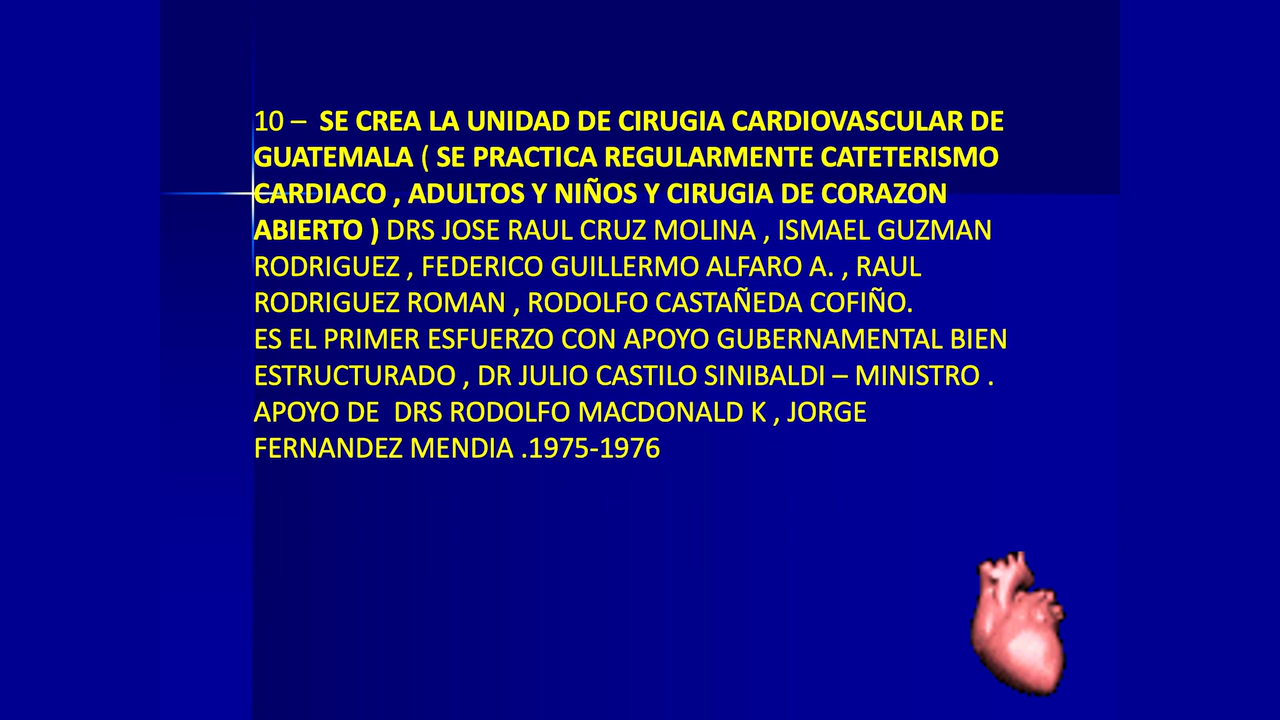 10 – SE CREA LA UNIDAD DE CIRUGIA CARDIOVASCULAR DE
GUATEMALA ( SE PRACTICA REGULARMENTE CATETERISMO
CARDIACO , ADULTOS Y NIÑOS Y CIRUGIA DE CORAZON
ABIERTO ) DRS JOSE RAUL CRUZ MOLINA , ISMAEL GUZMAN
RODRIGUEZ , FEDERICO GUILLERMO ALFARO A. , RAUL
RODRIGUEZ ROMAN , RODOLFO CASTAÑEDA COFIÑO.
ES EL PRIMER ESFUERZO CON APOYO GUBERNAMENTAL BIEN
ESTRUCTURADO , DR JULIO CASTILO SINIBALDI – MINISTRO .
APOYO DE  DRS RODOLFO MACDONALD K , JORGE
FERNANDEZ MENDIA .1975-1976